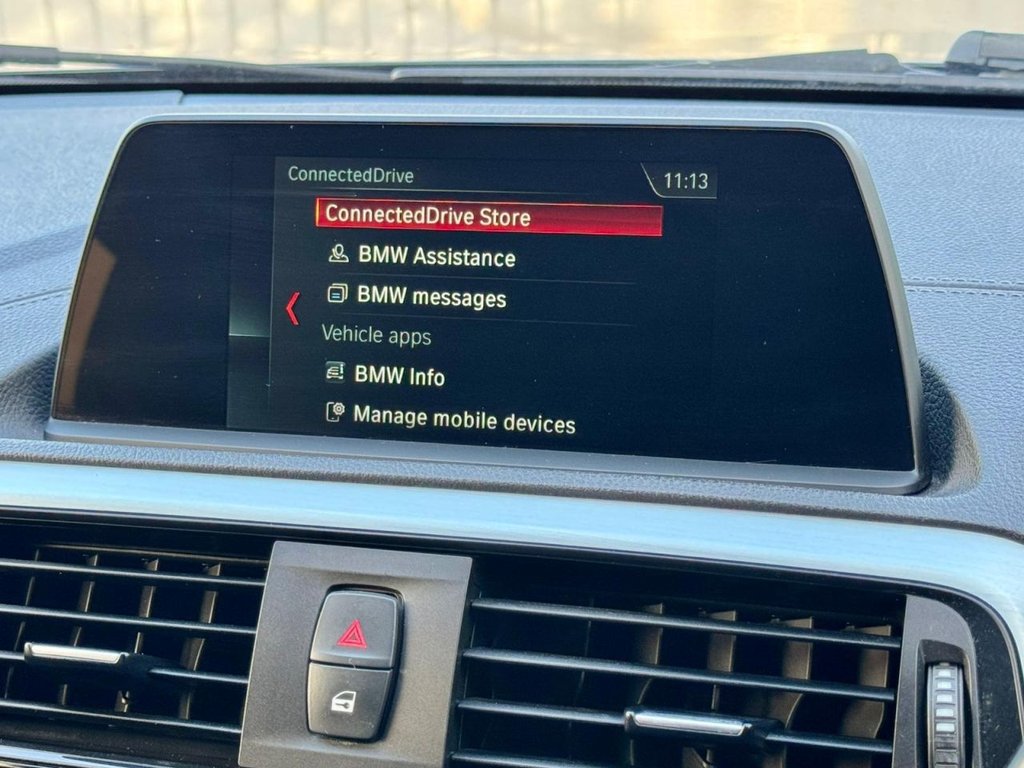 ConnectedDrive
11:13
ConnectedDrive Store
BMW Assistance
BMW messages
Vehicle apps
BMW Info
Manage mobile devices